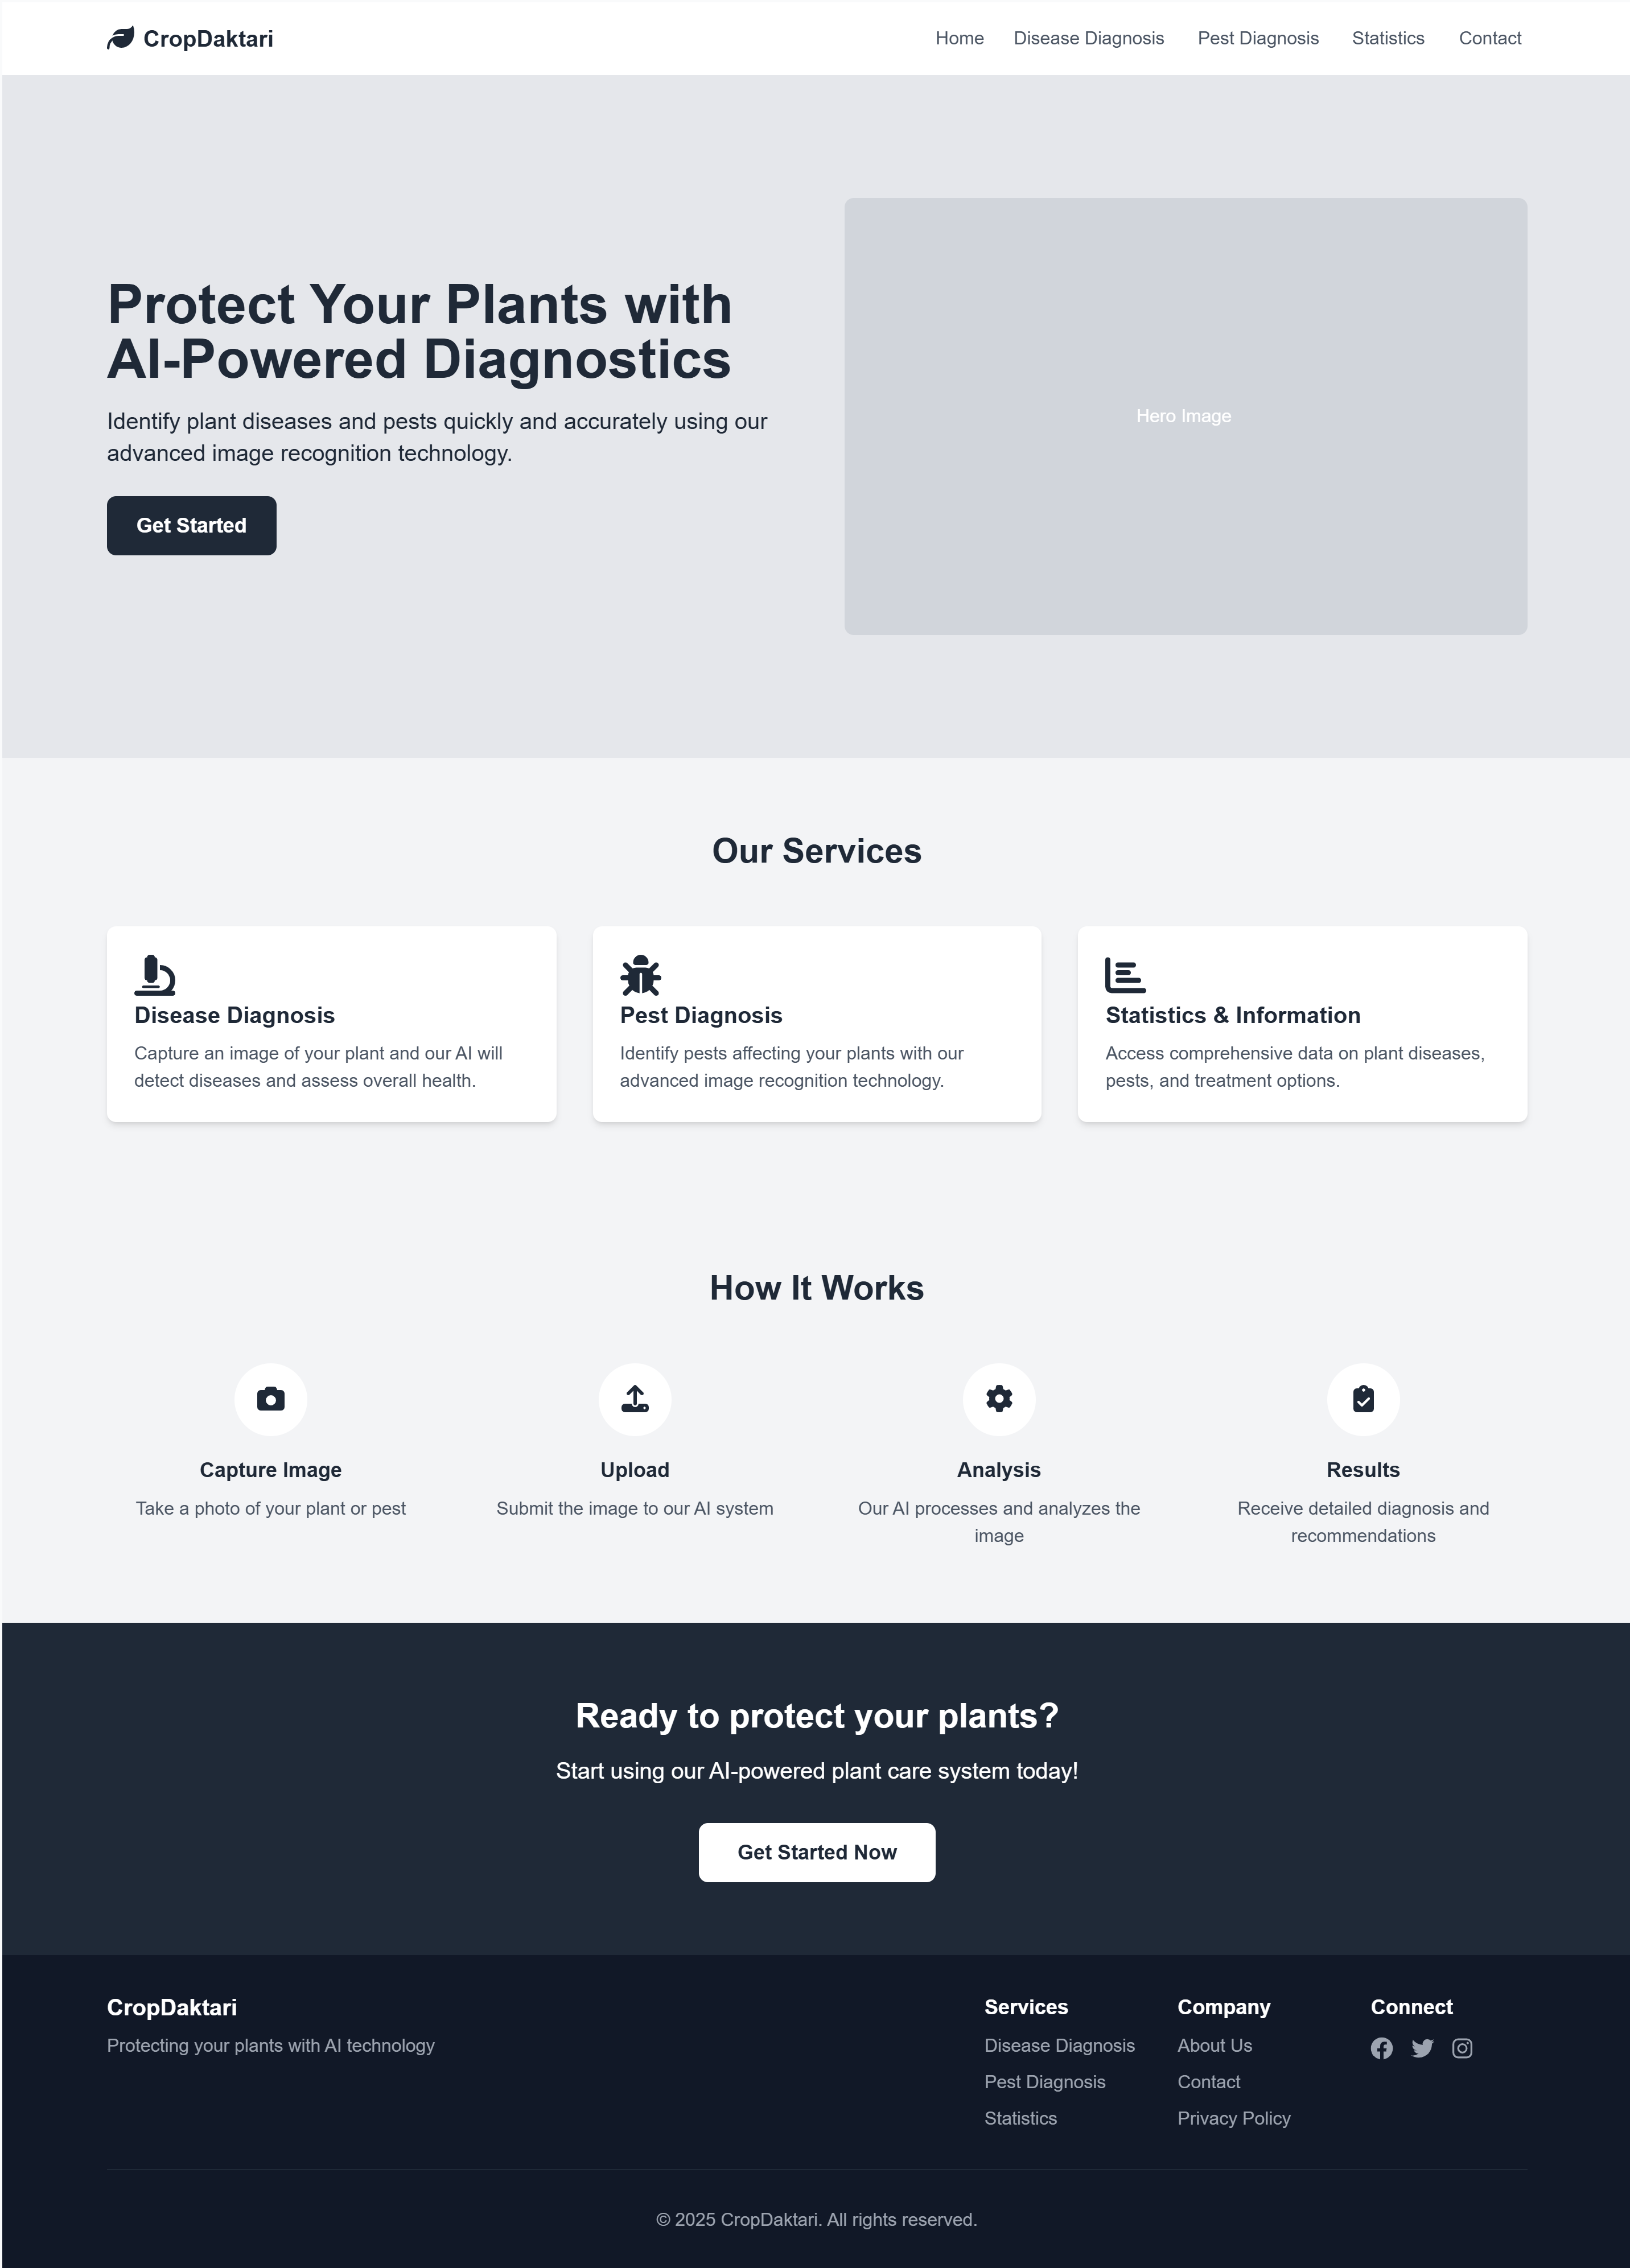 CropDaktari
Home
Disease Diagnosis
Pest Diagnosis
Statistics
Contact
Protect Your Plants with
AI-Powered Diagnostics
Identify plant diseases and pests quickly and accurately using our
advanced image recognition technology.
Get Started
Hero Image
Our Services
Disease Diagnosis
Capture an image of your plant and our AI will
detect diseases and assess overall health.
Pest Diagnosis
Identify pests affecting your plants with our
advanced image recognition technology.
Statistics & Information
Access comprehensive data on plant diseases,
pests, and treatment options.
How It Works
Capture Image
Take a photo of your plant or pest
Upload
Submit the image to our AI system
Analysis
Our AI processes and analyzes the
image
Results
Receive detailed diagnosis and
recommendations
Ready to protect your plants?
Start using our AI-powered plant care system today!
Get Started Now
CropDaktari
Protecting your plants with AI technology
Services
Disease Diagnosis
Pest Diagnosis
Statistics
Company
About Us
Contact
Privacy Policy
Connect
© 2025 CropDaktari. All rights reserved.